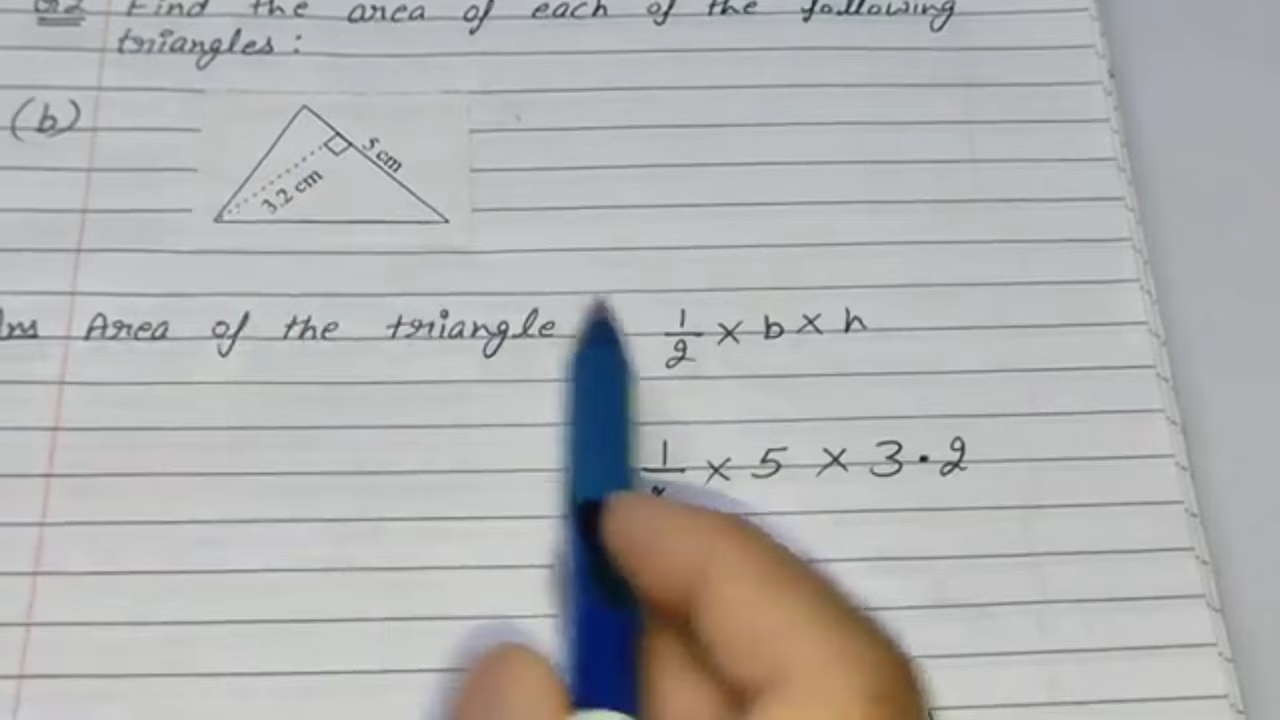 Find the area of each of the following
triangles :
(b)
5 cm
3.2 cm
Ans Area of the triangle 1/2 × b × h
1/2 × 5 × 3.2